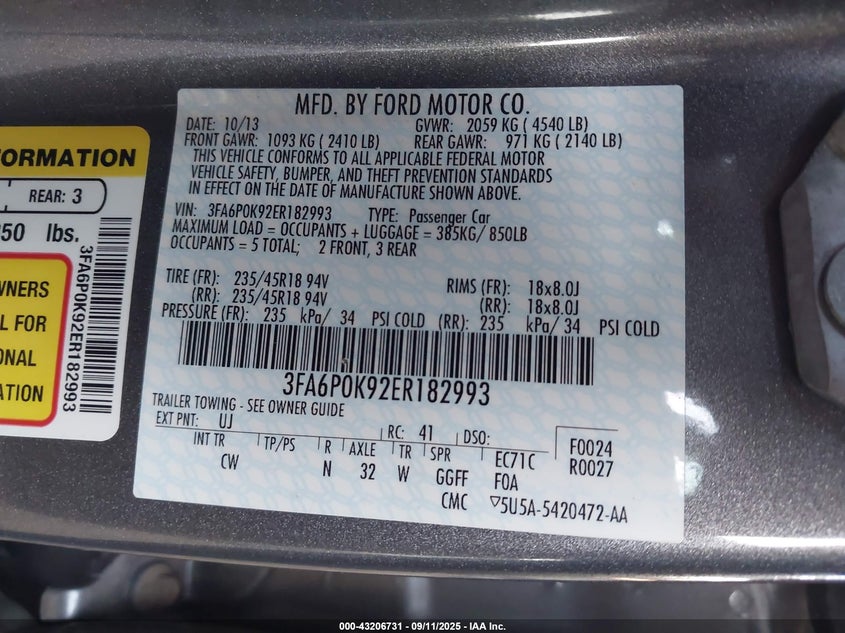 MFD. BY FORD MOTOR CO.
DATE: 10/13 GVWR: 2059 KG ( 4540 LB)
FRONT GAWR: 1093 KG ( 2410 LB) REAR GAWR: 971 KG ( 2140 LB)
THIS VEHICLE CONFORMS TO ALL APPLICABLE FEDERAL MOTOR
VEHICLE SAFETY, BUMPER, AND THEFT PREVENTION STANDARDS
IN EFFECT ON THE DATE OF MANUFACTURE SHOWN ABOVE.
VIN: 3FA6P0K92ER182993 TYPE: Passenger Car
MAXIMUM LOAD = OCCUPANTS + LUGGAGE = 385KG/ 850LB
OCCUPANTS = 5 TOTAL; 2 FRONT, 3 REAR
TIRE (FR): 235/45R18 94V RIMS (FR): 18x8.0J
(RR): 235/45R18 94V (RR): 18x8.0J
PRESSURE (FR): 235 kPa/ 34 PSI COLD (RR): 235 kPa/ 34 PSI COLD
3FA6P0K92ER182993
TRAILER TOWING - SEE OWNER GUIDE
EXT PNT: UJ RC: 41 DSO: F0024
INT TR TP/PS R AXLE TR SPR EC71C R0027
CW N 32 W GGFF F0A
CMC ▽5U5A-5420472-AA
FORMATION
REAR: 3
850 lbs.
3FA6P0K92ER182993
WNERS
L FOR
ONAL
ATION
000-43206731 - 09/11/2025 - IAA Inc.